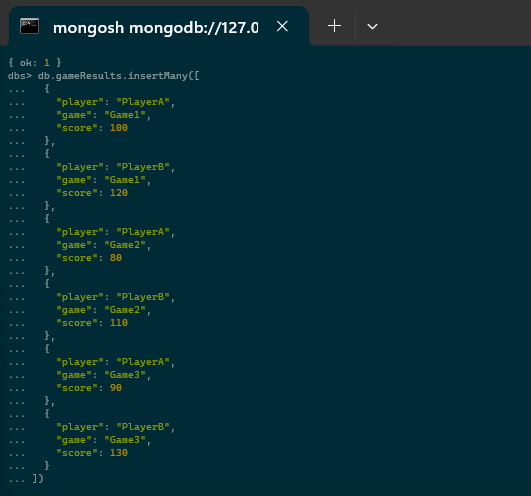 mongosh mongodb://127.0
{ ok: 1 }
dbs> db.gameResults.insertMany([
...   {
...     "player": "PlayerA",
...     "game": "Game1",
...     "score": 100
...   },
...   {
...     "player": "PlayerB",
...     "game": "Game1",
...     "score": 120
...   },
...   {
...     "player": "PlayerA",
...     "game": "Game2",
...     "score": 80
...   },
...   {
...     "player": "PlayerB",
...     "game": "Game2",
...     "score": 110
...   },
...   {
...     "player": "PlayerA",
...     "game": "Game3",
...     "score": 90
...   },
...   {
...     "player": "PlayerB",
...     "game": "Game3",
...     "score": 130
...   }
... ])